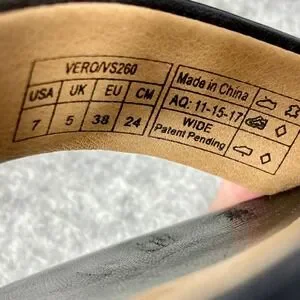 VERO/VS260
USA UK EU CM
7 5 38 24
Made in China
AQ: 11-15-17
WIDE
Patent Pending